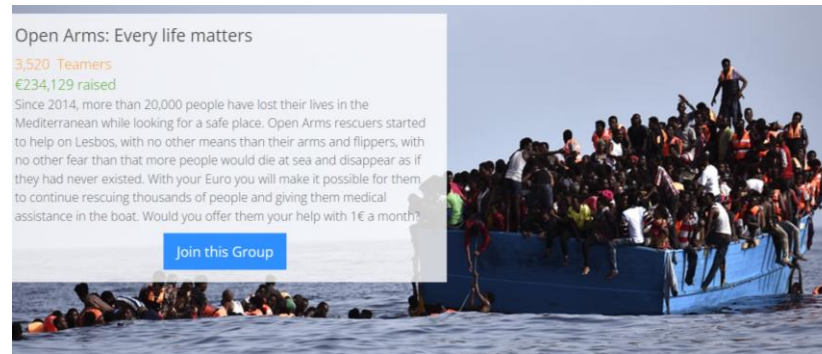 Open Arms: Every life matters
3,520 Teamers
€234,129 raised
Since 2014, more than 20,000 people have lost their lives in the
Mediterranean while looking for a safe place. Open Arms rescuers started
to help on Lesbos, with no other means than their arms and flippers, with
no other fear than that more people would die at sea and disappear as if
they had never existed. With your Euro you will make it possible for them
to continue rescuing thousands of people and giving them medical
assistance in the boat. Would you offer them your help with 1€ a month?
Join this Group